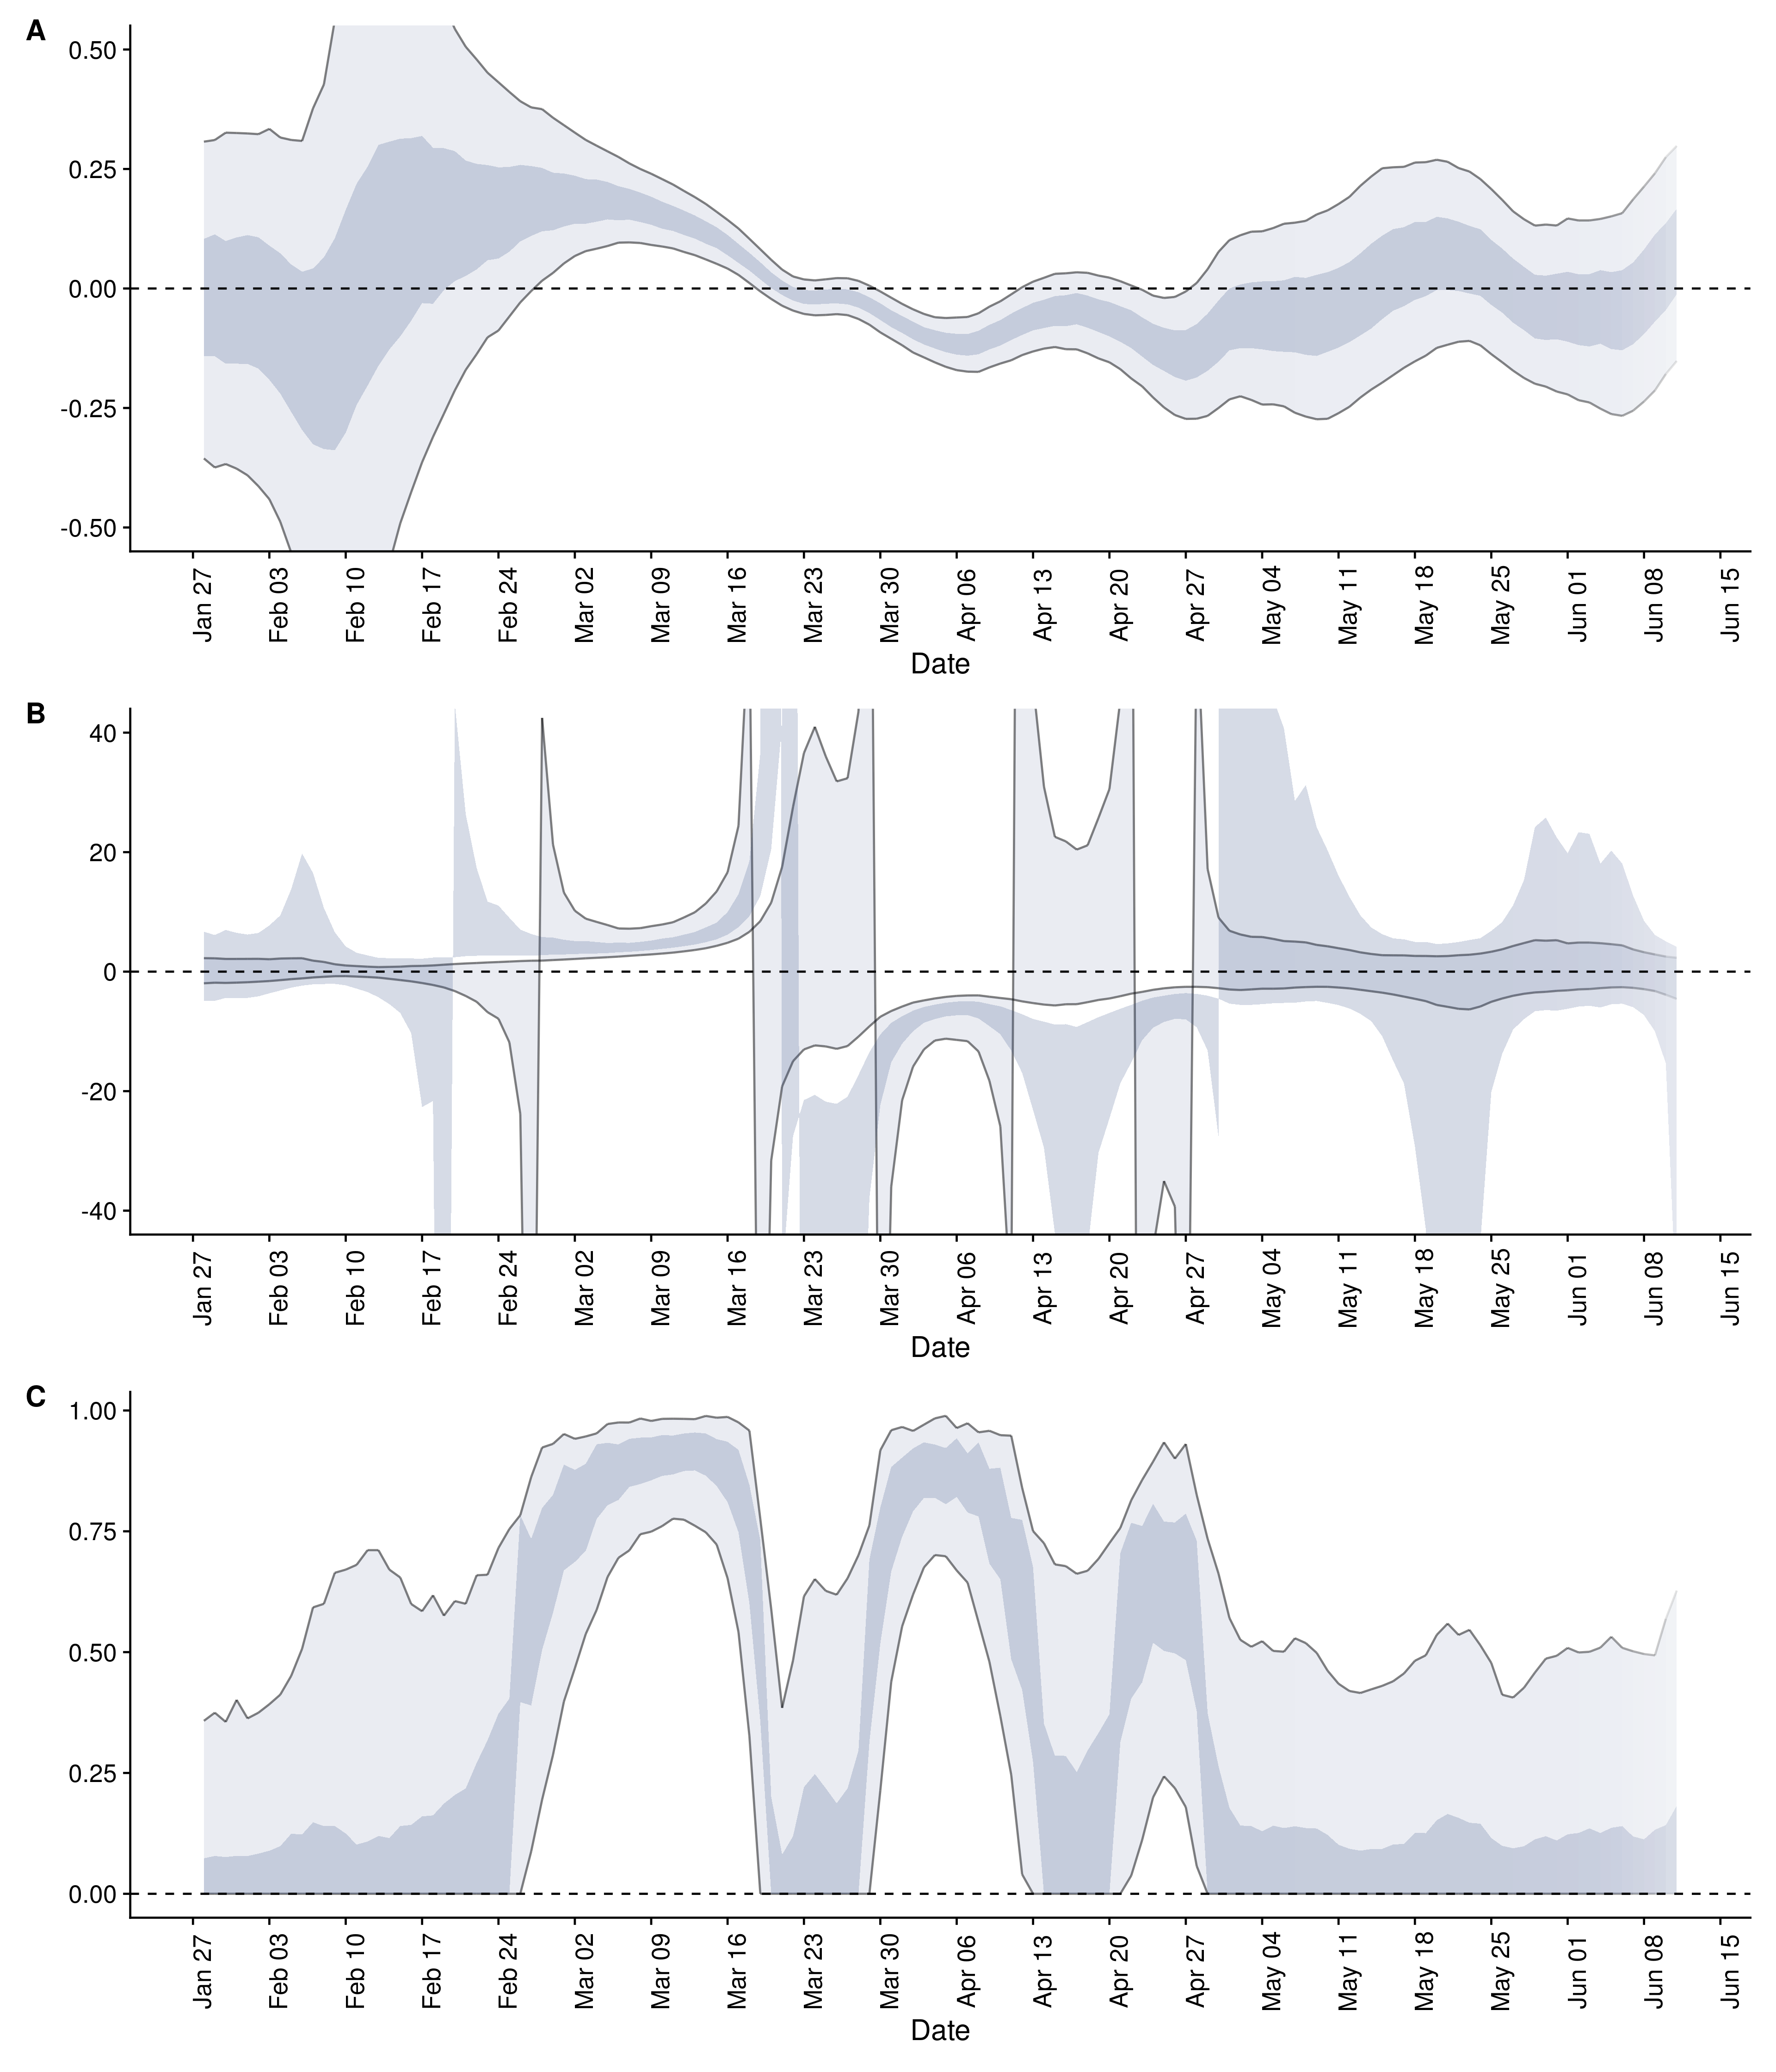 A
0.50
0.25
0.00
-0.25
-0.50
Jan 27
Feb 03
Feb 10
Feb 17
Feb 24
Mar 02
Mar 09
Mar 16
Mar 23
Mar 30
Apr 06
Apr 13
Apr 20
Apr 27
May 04
May 11
May 18
May 25
Jun 01
Jun 08
Jun 15
Date
B
40
20
0
-20
-40
Jan 27
Feb 03
Feb 10
Feb 17
Feb 24
Mar 02
Mar 09
Mar 16
Mar 23
Mar 30
Apr 06
Apr 13
Apr 20
Apr 27
May 04
May 11
May 18
May 25
Jun 01
Jun 08
Jun 15
Date
C
1.00
0.75
0.50
0.25
0.00
Jan 27
Feb 03
Feb 10
Feb 17
Feb 24
Mar 02
Mar 09
Mar 16
Mar 23
Mar 30
Apr 06
Apr 13
Apr 20
Apr 27
May 04
May 11
May 18
May 25
Jun 01
Jun 08
Jun 15
Date